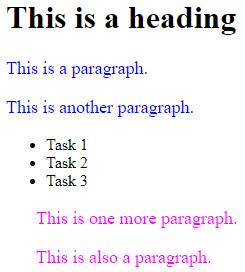 This is a heading
This is a paragraph.
This is another paragraph.
• Task 1
• Task 2
• Task 3
This is one more paragraph.
This is also a paragraph.